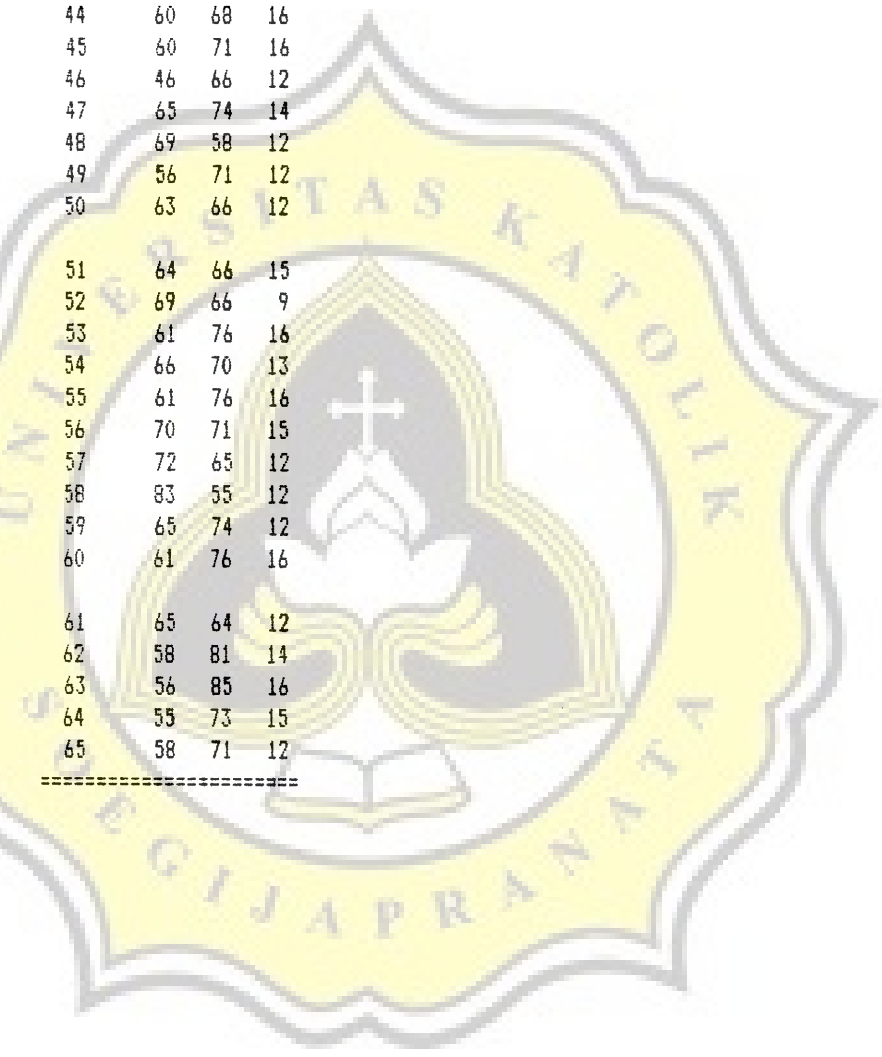 44 60 68 16
45 60 71 16
46 46 66 12
47 65 74 14
48 69 58 12
49 56 71 12
50 63 66 12
51 64 66 15
52 69 66 9
53 61 76 16
54 66 70 13
55 61 76 16
56 70 71 15
57 72 65 12
58 83 55 12
59 65 74 12
60 61 76 16
61 65 64 12
62 58 81 14
63 56 85 16
64 55 73 15
65 58 71 12
========================
UNIVERSITAS KATOLIK
SOEGIJAPRANATA